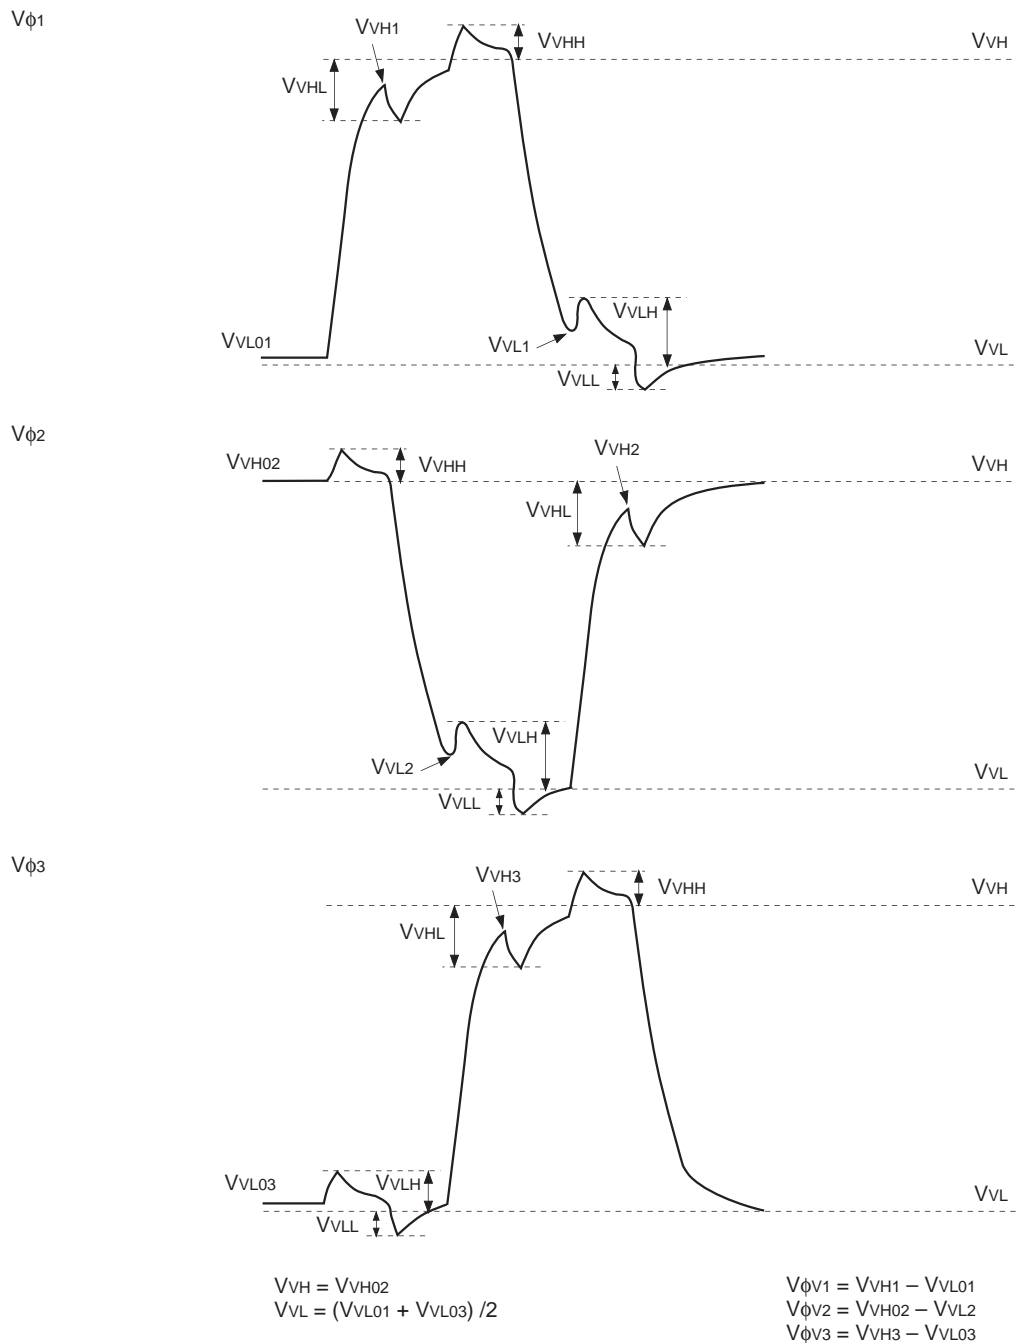 Vϕ1
VVH1
VVHH
VVH
VVHL
VVL01
VVL1
VVLH
VVL
VVLL
Vϕ2
VVH02
VVHH
VVH2
VVH
VVHL
VVL2
VVLH
VVL
VVLL
Vϕ3
VVH3
VVHH
VVH
VVHL
VVL03
VVLH
VVL
VVLL
VVH = VVH02
VVL = (VVL01 + VVL03) /2
VϕV1 = VVH1 – VVL01
VϕV2 = VVH02 – VVL2
VϕV3 = VVH3 – VVL03